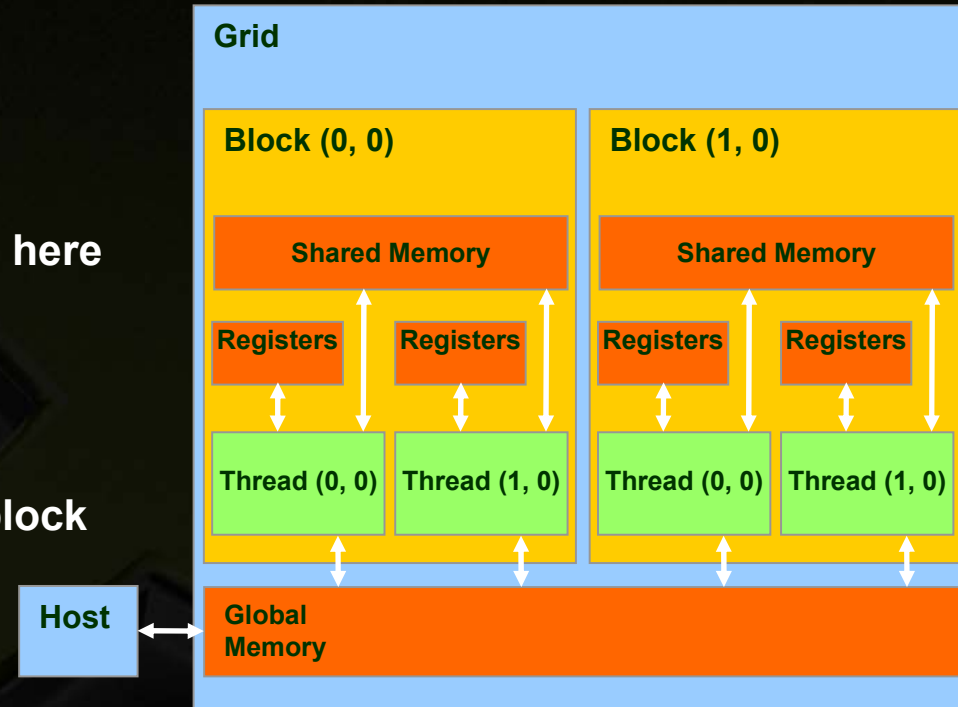 Grid
Block (0, 0)
Block (1, 0)
here
Shared Memory
Shared Memory
Registers
Registers
Registers
Registers
Thread (0, 0)
Thread (1, 0)
Thread (0, 0)
Thread (1, 0)
lock
Host
Global
Memory